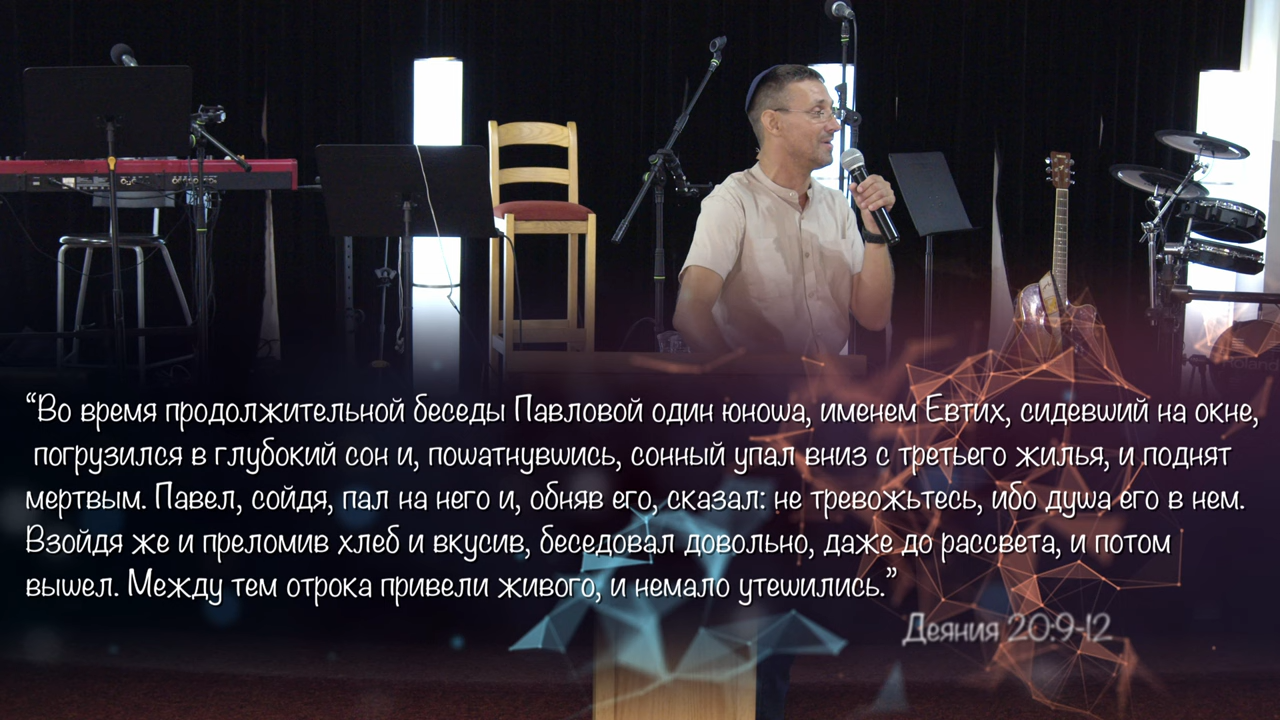 “Во время продолжительной беседы Павловой один юноша, именем Евтих, сидевший на окне,
погрузился в глубокий сон и, пошатнувшись, сонный упал вниз с третьего жилья, и поднят
мертвым. Павел, сойдя, пал на него и, обняв его, сказал: не тревожьтесь, ибо душа его в нем.
Взойдя же и преломив хлеб и вкусив, беседовал довольно, даже до рассвета, и потом
вышел. Между тем отрока привели живого, и немало утешились.”
Деяния 20:9-12
Roland